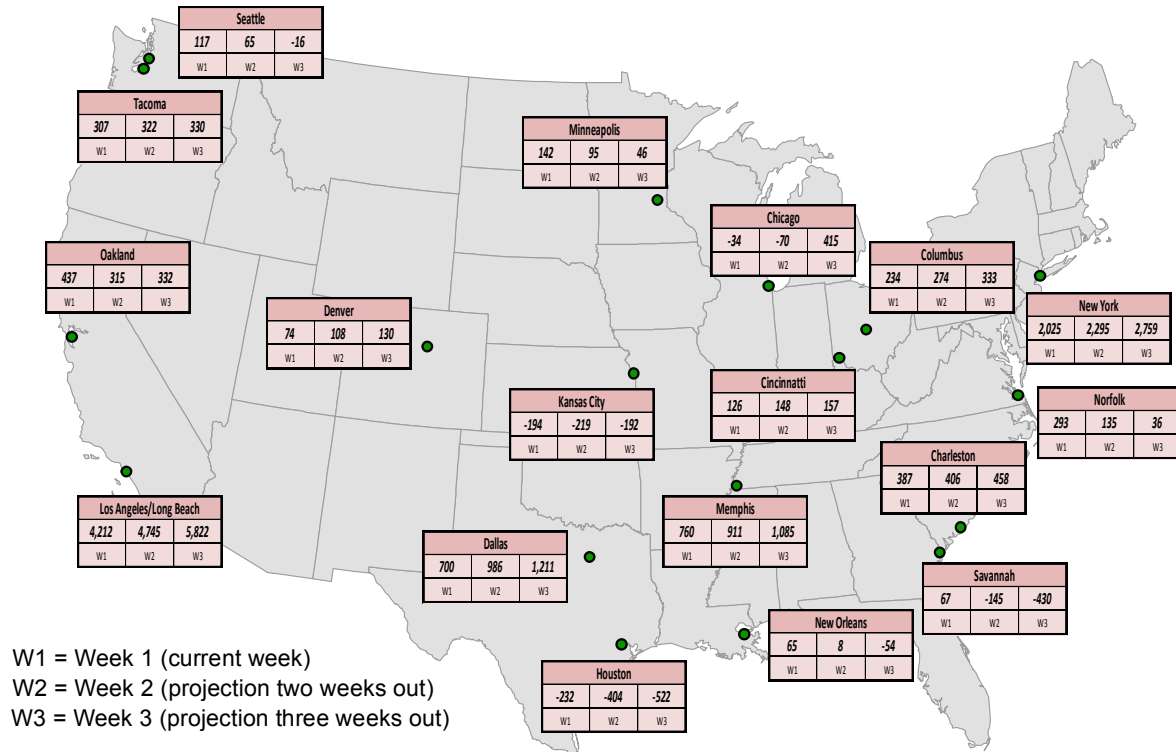 Seattle
117 65 -16
W1 W2 W3
Tacoma
307 322 330
W1 W2 W3
Minneapolis
142 95 46
W1 W2 W3
Chicago
-34 -70 415
W1 W2 W3
Oakland
437 315 332
W1 W2 W3
Columbus
234 274 333
W1 W2 W3
Denver
74 108 130
W1 W2 W3
New York
2,025 2,295 2,759
W1 W2 W3
Cincinnatti
126 148 157
W1 W2 W3
Kansas City
-194 -219 -192
W1 W2 W3
Norfolk
293 135 36
W1 W2 W3
Charleston
387 406 458
W1 W2 W3
Los Angeles/Long Beach
4,212 4,745 5,822
W1 W2 W3
Memphis
760 911 1,085
W1 W2 W3
Dallas
700 986 1,211
W1 W2 W3
Savannah
67 -145 -430
W1 W2 W3
New Orleans
65 8 -54
W1 W2 W3
Houston
-232 -404 -522
W1 W2 W3
W1 = Week 1 (current week)
W2 = Week 2 (projection two weeks out)
W3 = Week 3 (projection three weeks out)